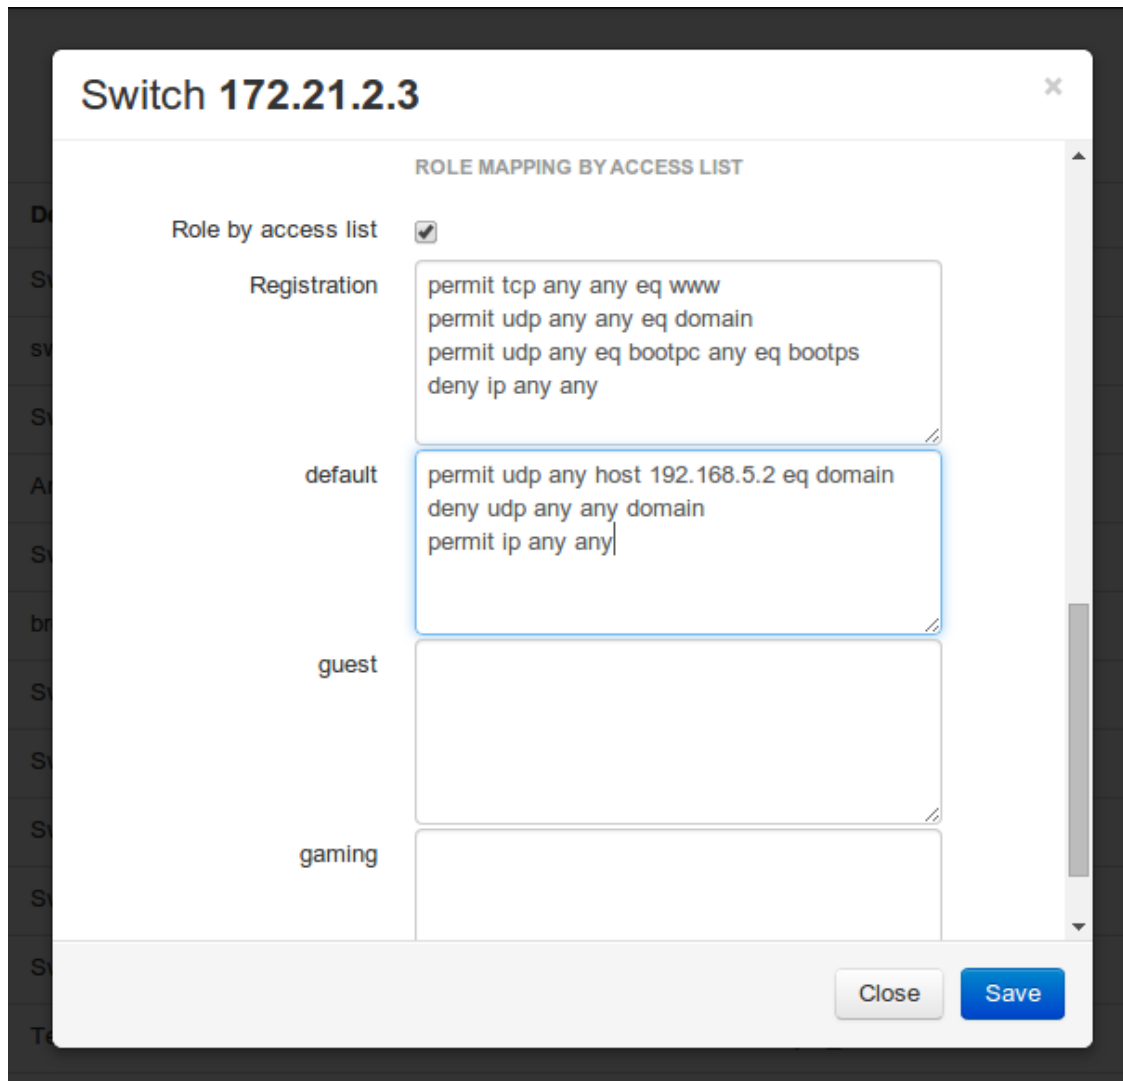 Switch 172.21.2.3
×
ROLE MAPPING BY ACCESS LIST
Role by access list
Registration
permit tcp any any eq www
permit udp any any eq domain
permit udp any eq bootpc any eq bootps
deny ip any any
default
permit udp any host 192.168.5.2 eq domain
deny udp any any domain
permit ip any any
guest
gaming
Close
Save